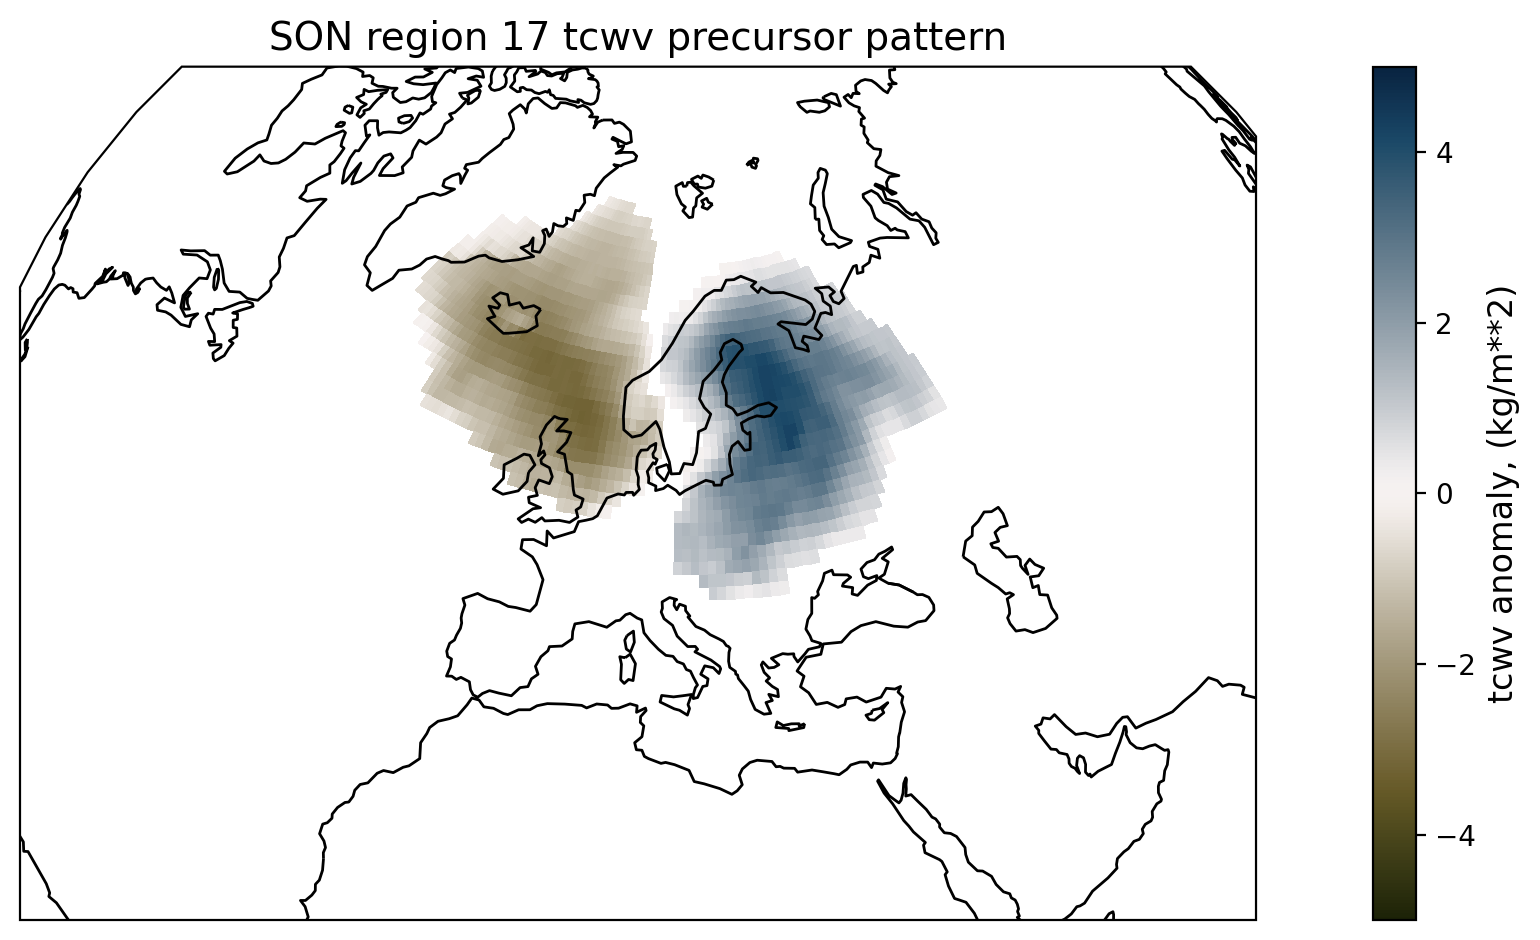 SON region 17 tcwv precursor pattern
4
2
0
−2
−4
tcwv anomaly, (kg/m**2)